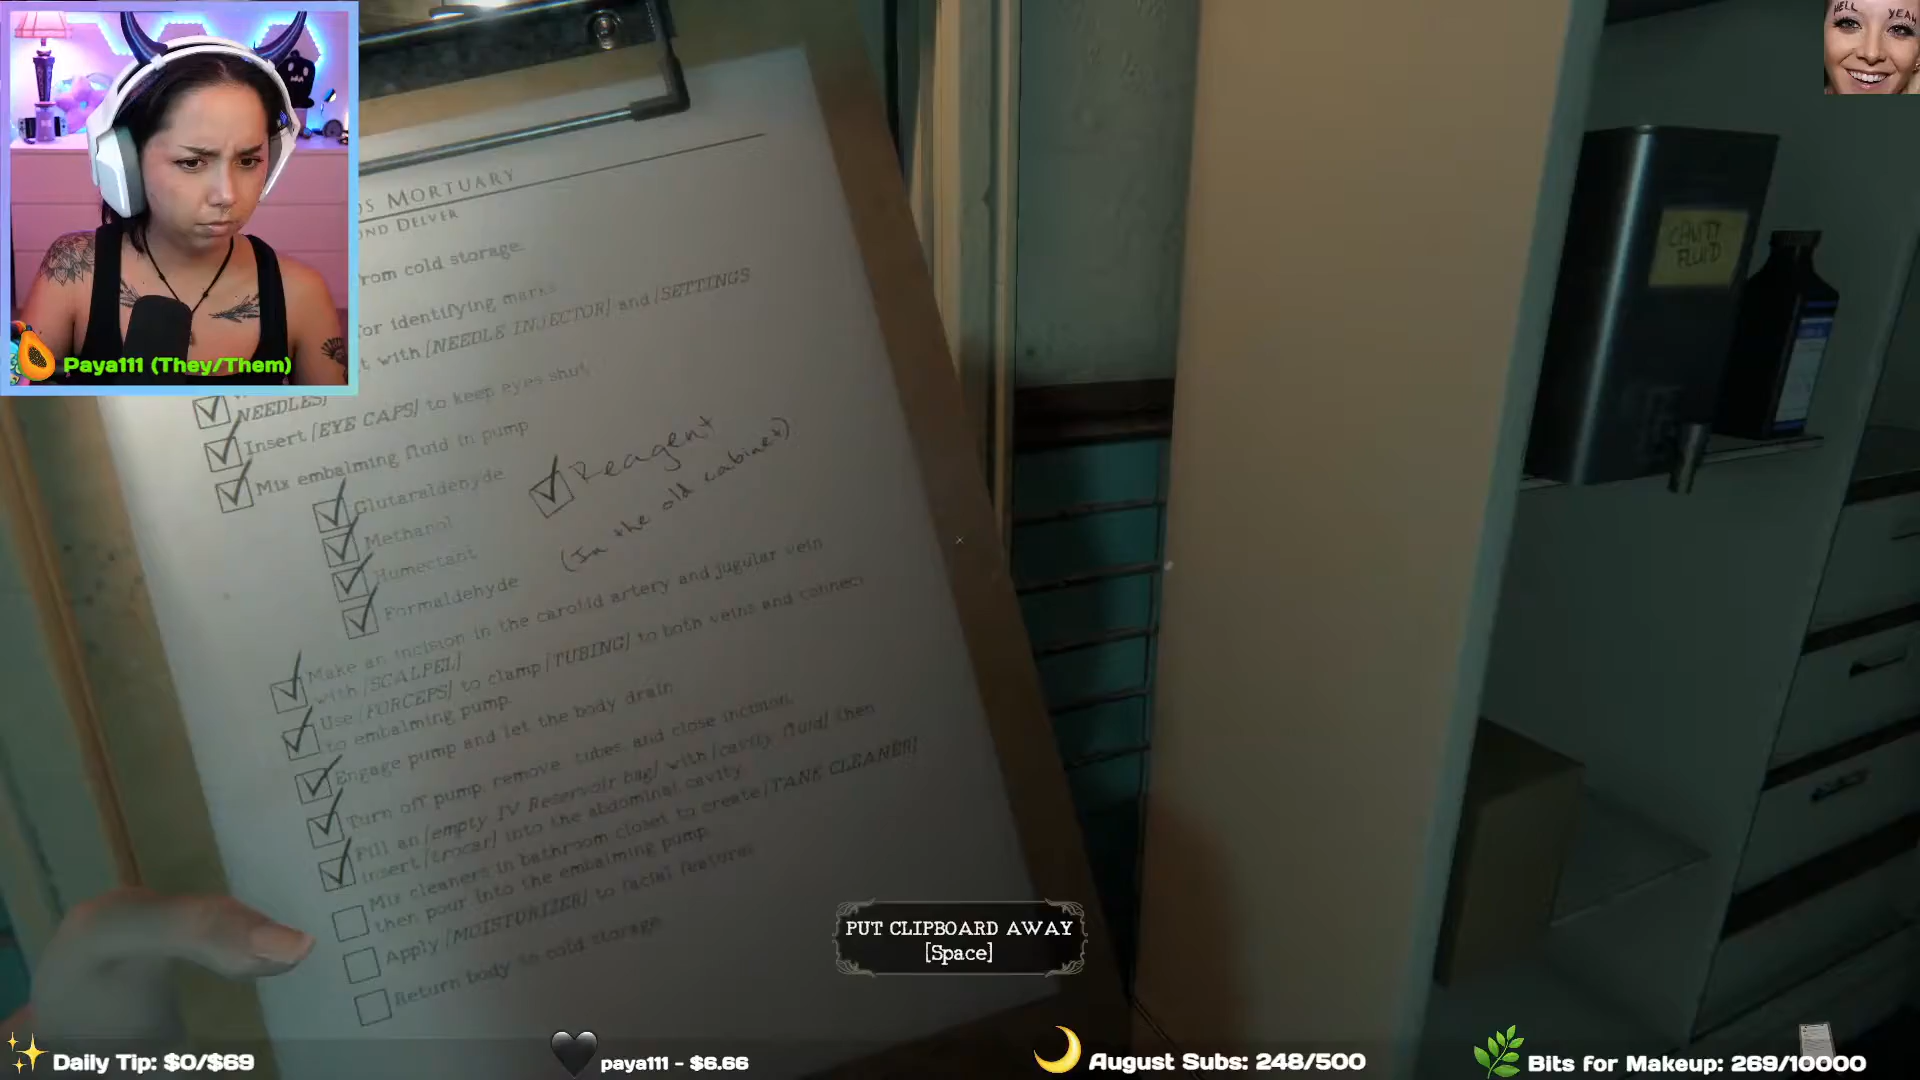 HELL YEAH
OS MORTUARY
OND DELVER
from cold storage.
for identifying marks
t with [NEEDLE INJECTOR] and [SETTINGS
NEEDLES]
Insert [EYE CAPS] to keep eyes shut.
Mix embalming fluid in pump
Glutaraldehyde
Methanol
Humectant
Formaldehyde
Reagent
(In the old cabinet)
Make an incision in the carotid artery and jugular vein
with [SCALPEL]
Use [FORCEPS] to clamp [TUBING] to both veins and connect
to embalming pump.
Engage pump and let the body drain
Turn off pump, remove tubes, and close incision.
Fill an [empty IV Reservoir bag] with [cavity fluid] then
insert [trocar] into the abdominal cavity.
Mix cleaners in bathroom closet to create [TANK CLEANER]
then pour into the embalming pump.
Apply [MOISTURIZER] to facial features
Return body to cold storage
CAVITY
FLUID
Paya111 (They/Them)
PUT CLIPBOARD AWAY
[Space]
Daily Tip: $0/$69
paya111 - $6.66
August Subs: 248/500
Bits for Makeup: 269/10000